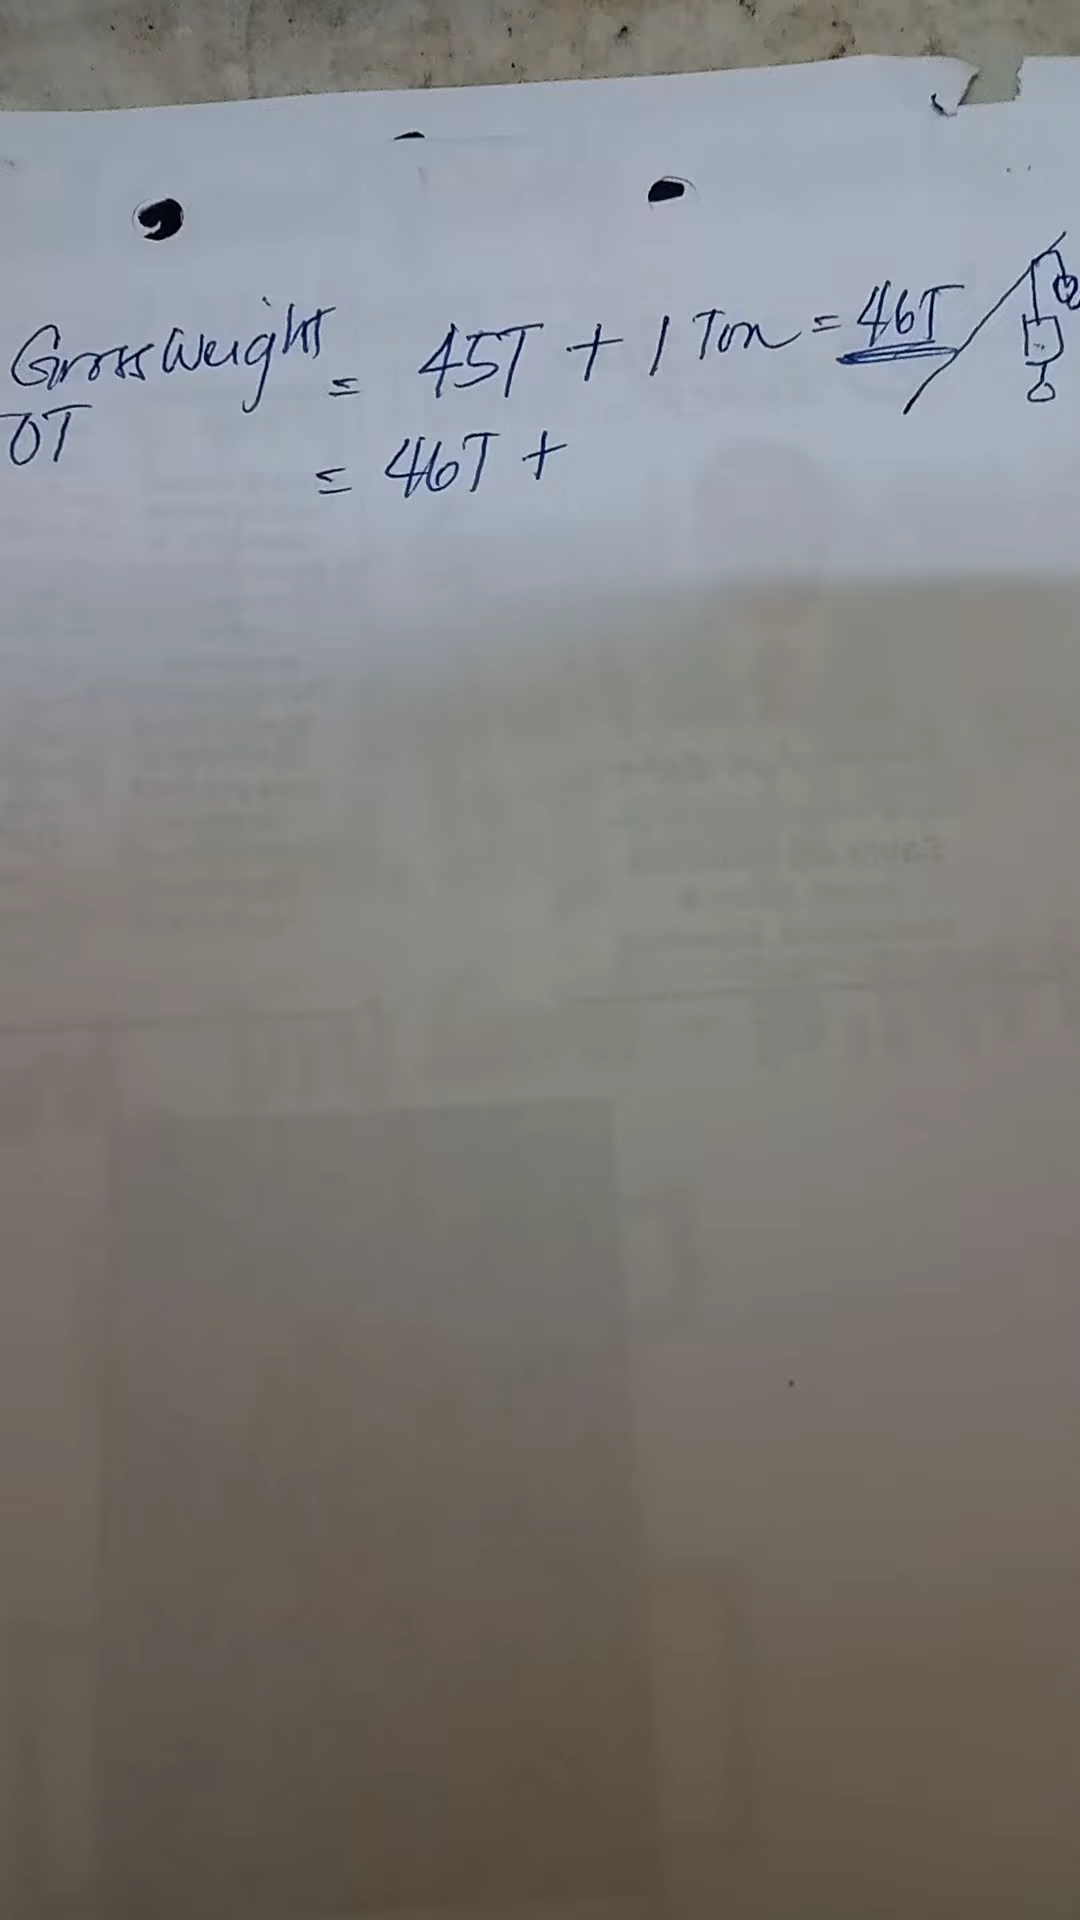 Gross Weight = 45T + 1 Ton = 46T
0T
= 46T +